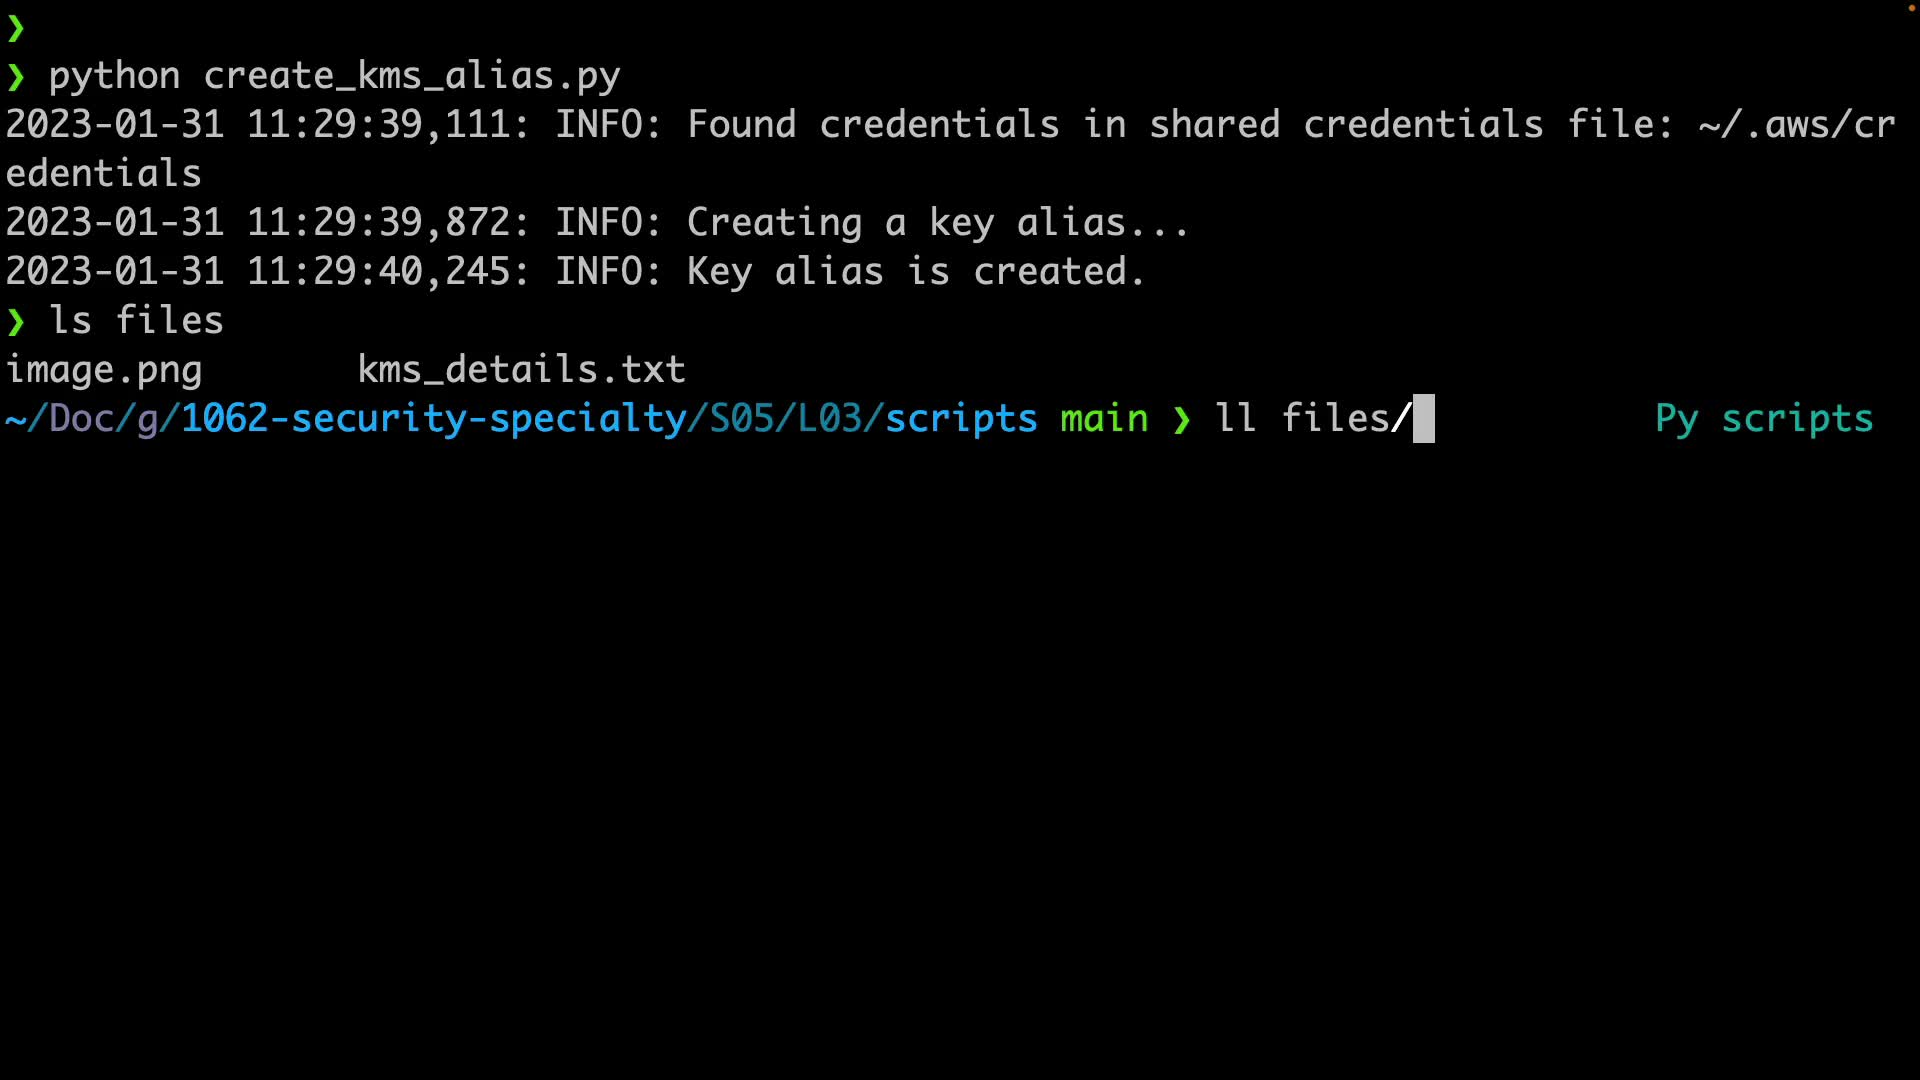 ❯
❯ python create_kms_alias.py
2023-01-31 11:29:39,111: INFO: Found credentials in shared credentials file: ~/.aws/cr
edentials
2023-01-31 11:29:39,872: INFO: Creating a key alias...
2023-01-31 11:29:40,245: INFO: Key alias is created.
❯ ls files
image.png       kms_details.txt
~/Doc/g/1062-security-specialty/S05/L03/scripts main ❯ ll files/          Py scripts